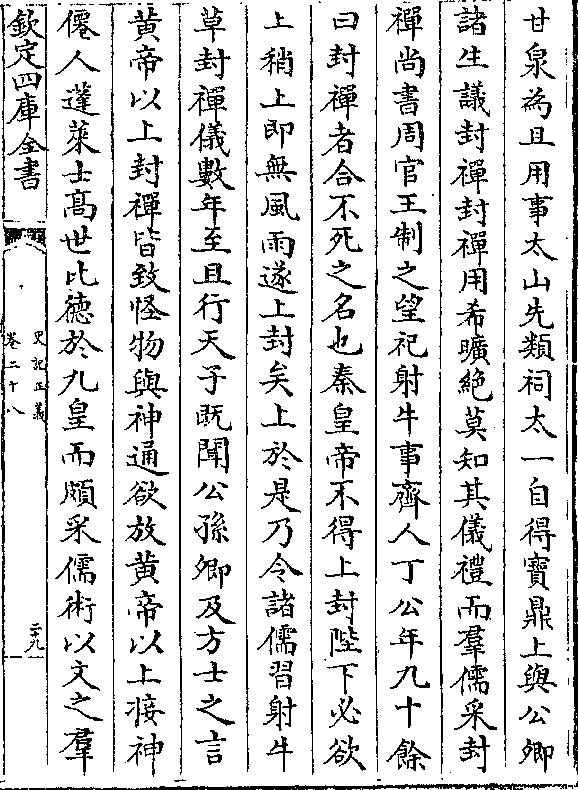 甘泉為且用事太山先類祠太一自得寶鼎上與公卿
諸生議封禪封禪用希曠絶莫知其儀禮而羣儒采封
禪尚書周官王制之望祀射牛事齊人丁公年九十餘
曰封禪者合不死之名也秦皇帝不得上封陛下必欲
上稍上即無風雨遂上封矣上於是乃令諸儒習射牛
草封禪儀數年至且行天子既聞公孫卿及方士之言
黄帝以上封禪皆致怪物與神通欲放黄帝以上接神
僊人蓬萊士髙世比德於九皇而頗采儒術以文之羣
欽定四庫全書
史記正義
卷二十八
二十九